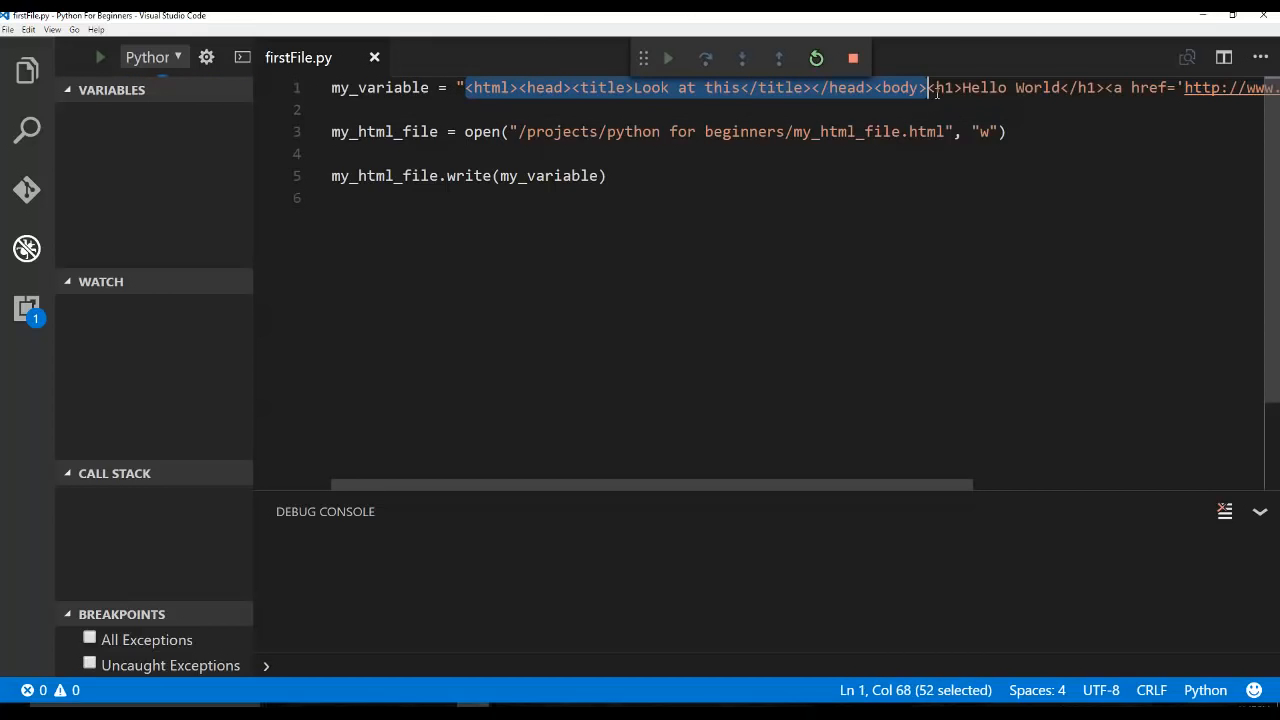 firstFile.py - Python For Beginners - Visual Studio Code
File Edit View Go Help
Python
firstFile.py
VARIABLES
WATCH
CALL STACK
BREAKPOINTS
All Exceptions
Uncaught Exceptions
1 my_variable = "<html><head><title>Look at this</title></head><body><h1>Hello World</h1><a href='http://www.
2
3 my_html_file = open("/projects/python for beginners/my_html_file.html", "w")
4
5 my_html_file.write(my_variable)
6
DEBUG CONSOLE
1
0 0
Ln 1, Col 68 (52 selected) Spaces: 4 UTF-8 CRLF Python